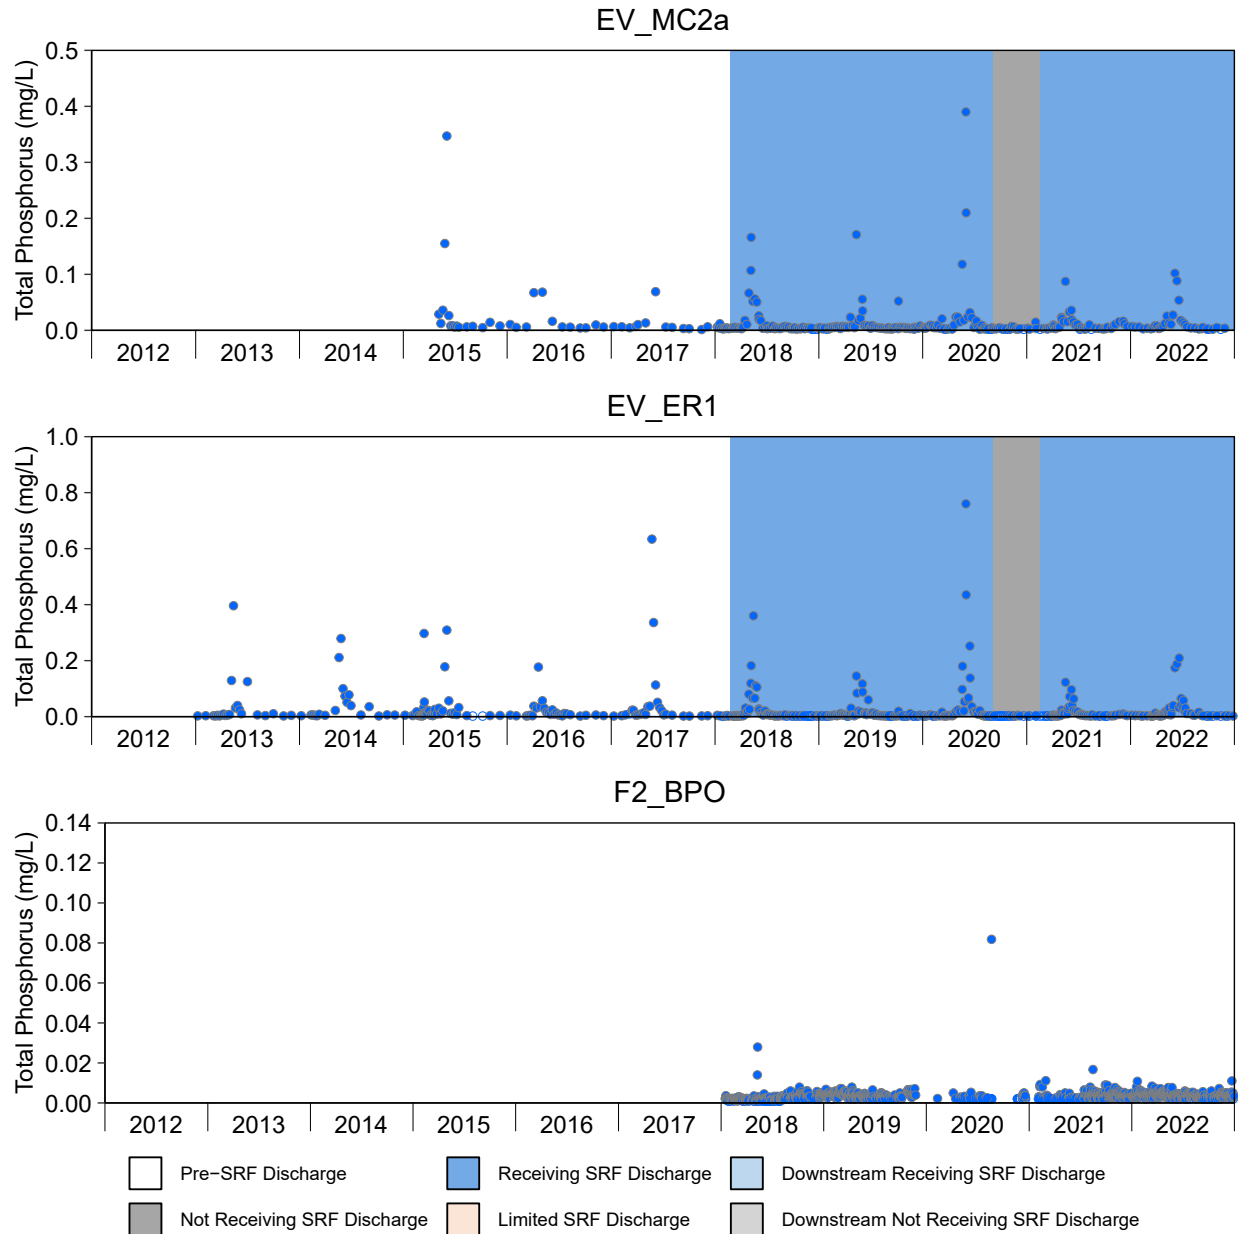 EV_MC2a
Total Phosphorus (mg/L)
0.5
0.4
0.3
0.2
0.1
0.0
2012 2013 2014 2015 2016 2017 2018 2019 2020 2021 2022
EV_ER1
Total Phosphorus (mg/L)
1.0
0.8
0.6
0.4
0.2
0.0
2012 2013 2014 2015 2016 2017 2018 2019 2020 2021 2022
F2_BPO
Total Phosphorus (mg/L)
0.14
0.12
0.10
0.08
0.06
0.04
0.02
0.00
2012 2013 2014 2015 2016 2017 2018 2019 2020 2021 2022
Pre−SRF Discharge Receiving SRF Discharge Downstream Receiving SRF Discharge
Not Receiving SRF Discharge Limited SRF Discharge Downstream Not Receiving SRF Discharge